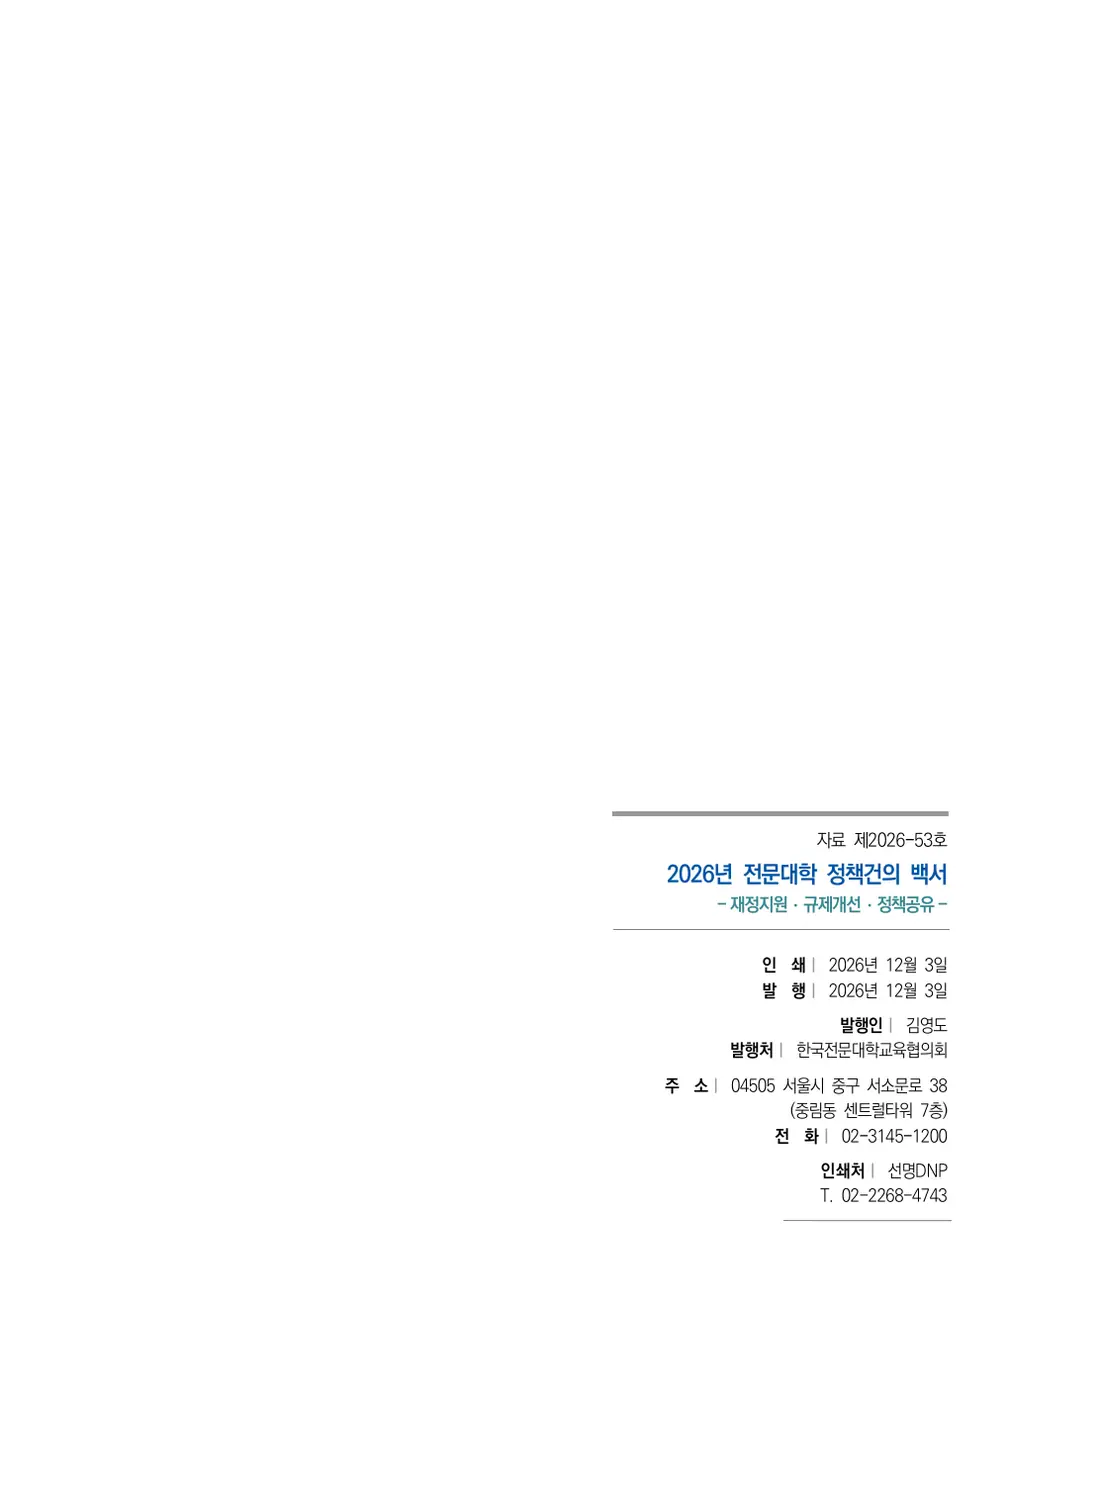 자료 제2026-53호
2026년 전문대학 정책건의 백서
- 재정지원 · 규제개선 · 정책공유 -
인 쇄 | 2026년 12월 3일
발 행 | 2026년 12월 3일
발행인 | 김영도
발행처 | 한국전문대학교육협의회
주 소 | 04505 서울시 중구 서소문로 38
(중림동 센트럴타워 7층)
전 화 | 02-3145-1200
인쇄처 | 선명DNP
T. 02-2268-4743